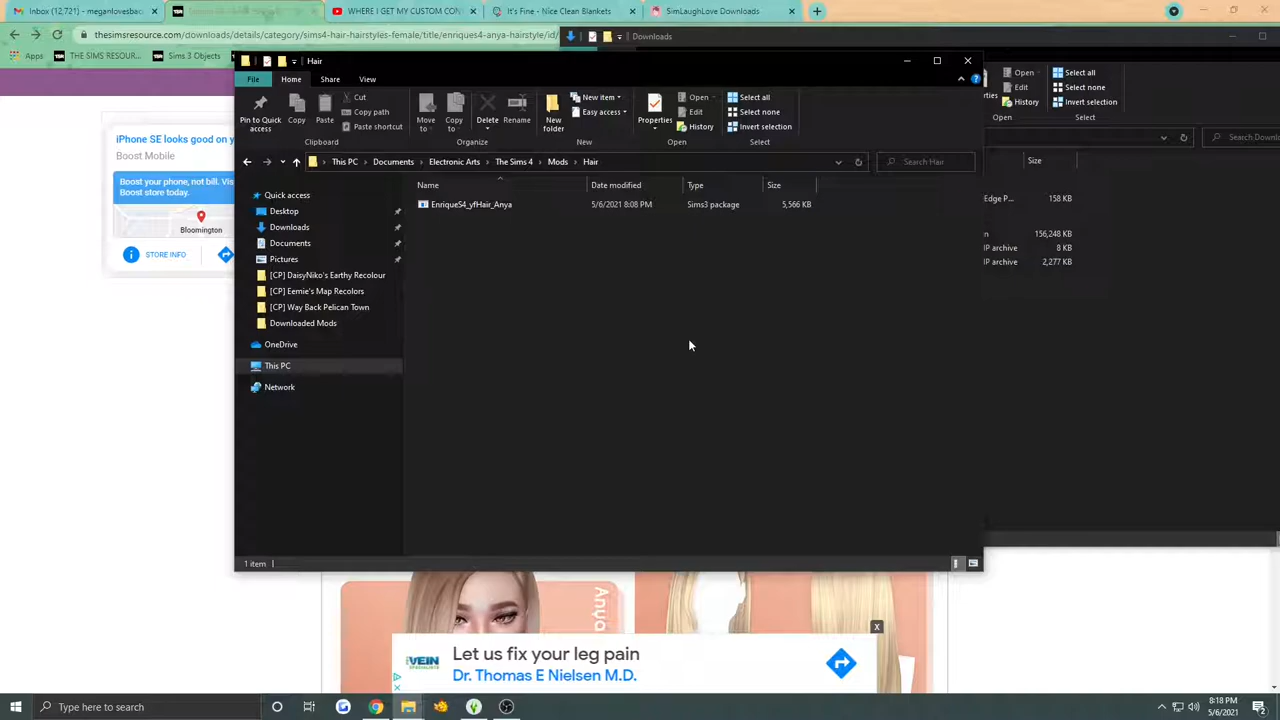 Inbox (12,721) - meganlovesba
WHERE I GET MY CUSTOM CON
It's Fine - Nice Clean Blankets
SimLaughLove Downloads
thesimsresource.com/downloads/details/category/sims4-hair-hairstyles-female/title/enriques4-anya-hairstyle/id/
Downloads
Apps
THE SIMS RESOU
Sims 3 Objects
Hair
File
Home
Share
View
Pin to Quick access
Copy
Paste
Cut
Copy path
Paste shortcut
Clipboard
Move to
Copy to
Delete
Rename
Organize
New folder
New item
Easy access
New
Properties
Open
Edit
History
Open
Select all
Select none
Invert selection
Select
Open
Edit
History
Open
Select all
Select none
Invert selection
Select
This PC > Documents > Electronic Arts > The Sims 4 > Mods > Hair
Search Hair
Search Downl
Name
Date modified
Type
Size
EnriqueS4_yfHair_Anya
5/6/2021 8:08 PM
Sims3 package
5,566 KB
Size
Edge P...
158 KB
156,248 KB
IP archive
8 KB
IP archive
2,277 KB
Quick access
Desktop
Downloads
Documents
Pictures
[CP] DaisyNiko's Earthy Recolour
[CP] Eemie's Map Recolors
[CP] Way Back Pelican Town
Downloaded Mods
OneDrive
This PC
Network
1 item
iPhone SE looks good on y
Boost Mobile
Boost your phone, not bill. Vis
Boost store today.
Bloomington
STORE INFO
Anya
Let us fix your leg pain
Dr. Thomas E Nielsen M.D.
Type here to search
8:18 PM
5/6/2021